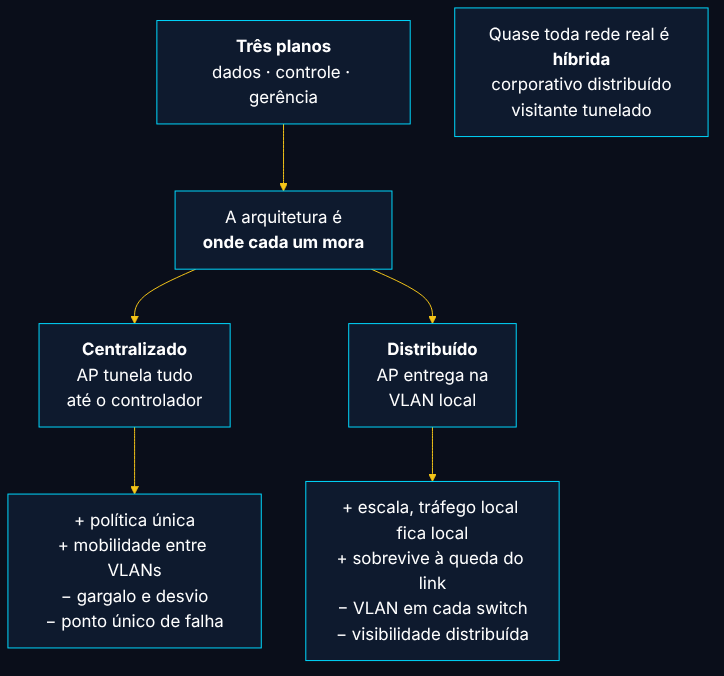 Três planos
dados · controle ·
gerência
Quase toda rede real é
híbrida
corporativo distribuído
visitante tunelado
A arquitetura é
onde cada um mora
Centralizado
AP tunela tudo
até o controlador
Distribuído
AP entrega na
VLAN local
+ política única
+ mobilidade entre
VLANs
− gargalo e desvio
− ponto único de falha
+ escala, tráfego local
fica local
+ sobrevive à queda do
link
− VLAN em cada switch
− visibilidade distribuída